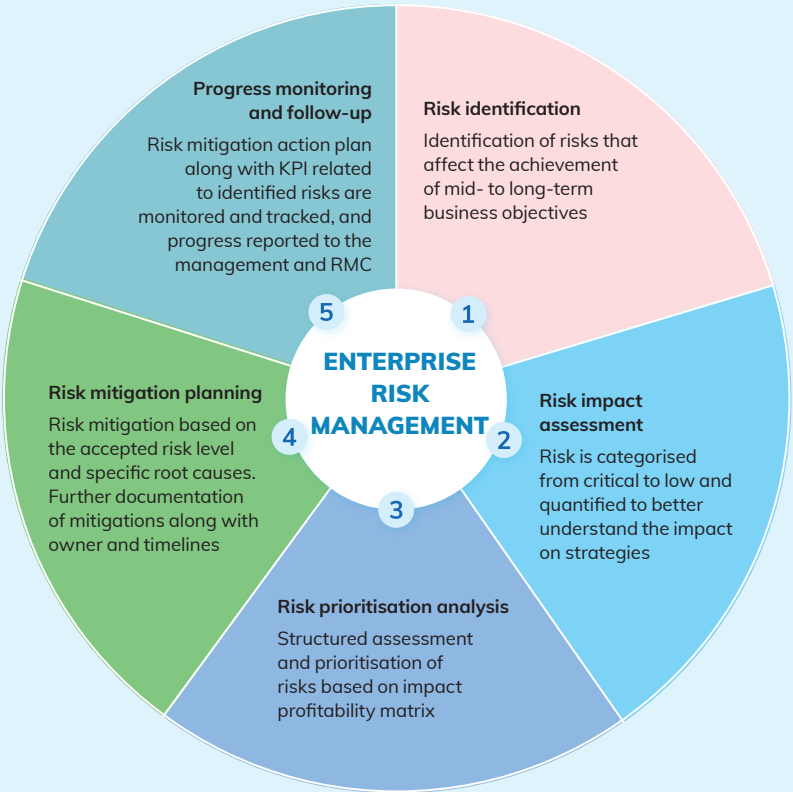 ENTERPRISE
RISK
MANAGEMENT
1
Risk identification
Identification of risks that
affect the achievement
of mid- to long-term
business objectives
2
Risk impact
assessment
Risk is categorised
from critical to low and
quantified to better
understand the impact
on strategies
3
Risk prioritisation analysis
Structured assessment
and prioritisation of
risks based on impact
profitability matrix
4
Risk mitigation planning
Risk mitigation based on
the accepted risk level
and specific root causes.
Further documentation
of mitigations along with
owner and timelines
5
Progress monitoring
and follow-up
Risk mitigation action plan
along with KPI related
to identified risks are
monitored and tracked, and
progress reported to the
management and RMC